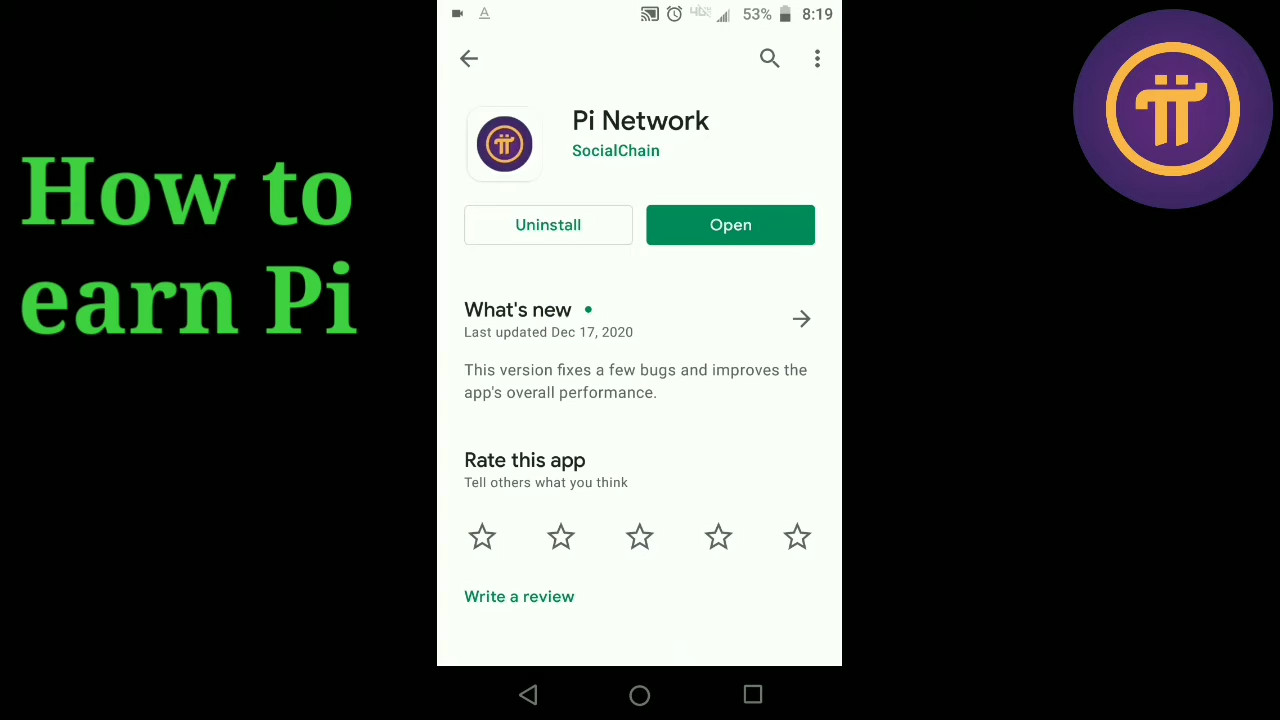 How to
earn Pi
53% 8:19
Pi Network
SocialChain
Uninstall
Open
What's new
Last updated Dec 17, 2020
This version fixes a few bugs and improves the
app's overall performance.
Rate this app
Tell others what you think
Write a review